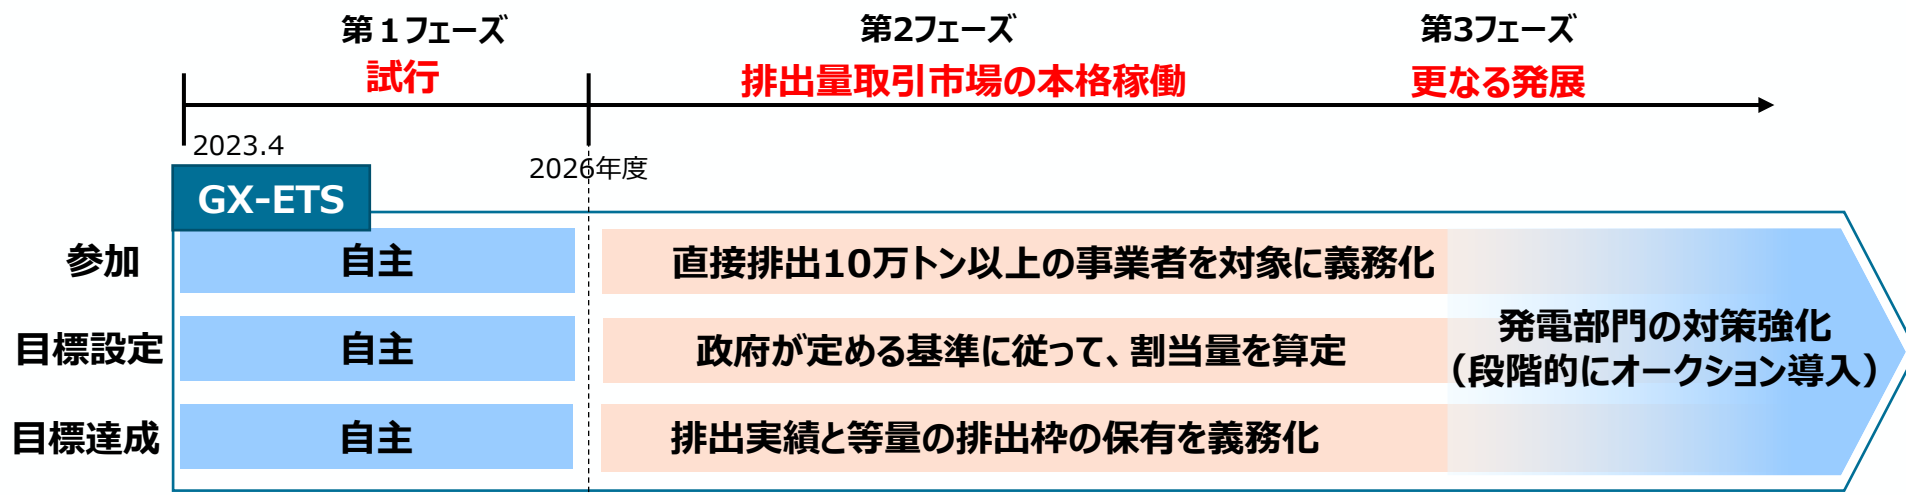 第１フェーズ
試行
第2フェーズ
排出量取引市場の本格稼働
第3フェーズ
更なる発展
2023.4
2026年度
GX-ETS
参加
自主
直接排出10万トン以上の事業者を対象に義務化
目標設定
自主
政府が定める基準に従って、割当量を算定
発電部門の対策強化
（段階的にオークション導入）
目標達成
自主
排出実績と等量の排出枠の保有を義務化